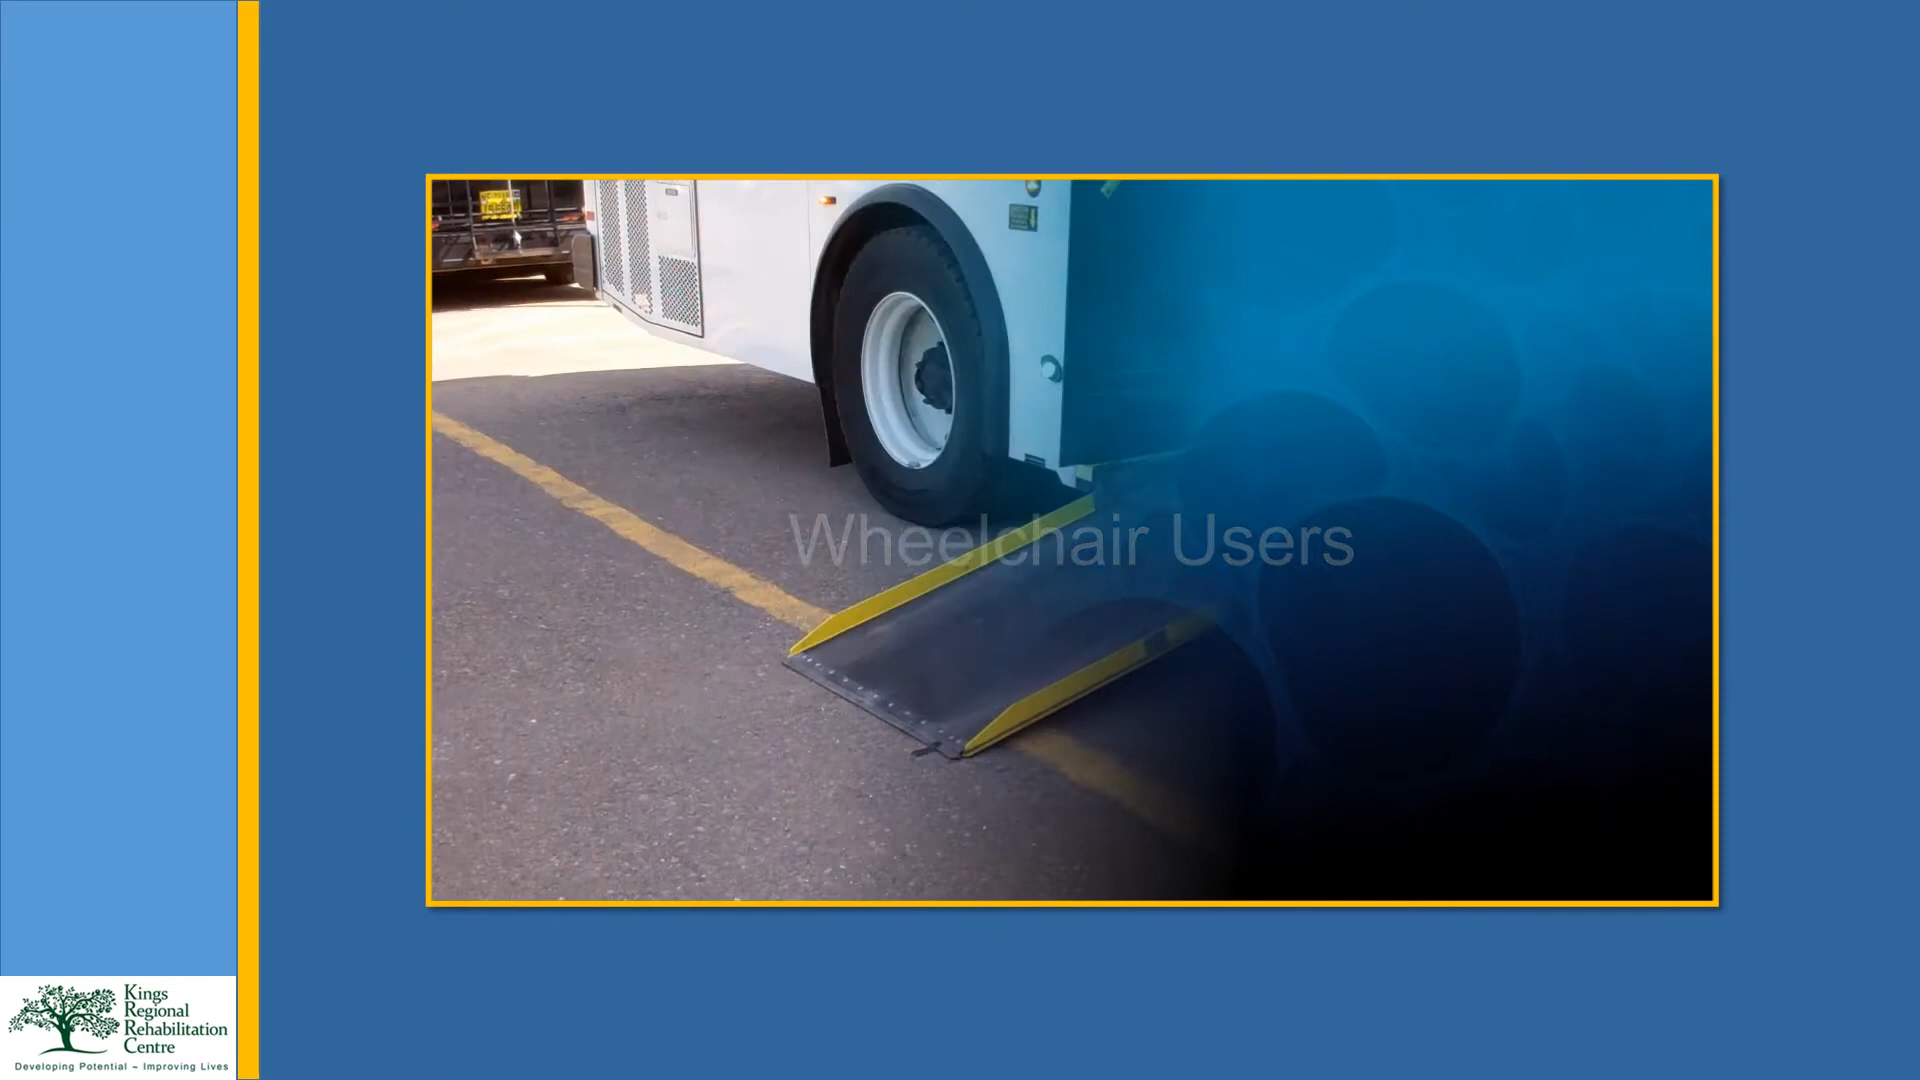 Wheelchair Users
Kings
Regional
Rehabilitation
Centre
Developing Potential ~ Improving Lives